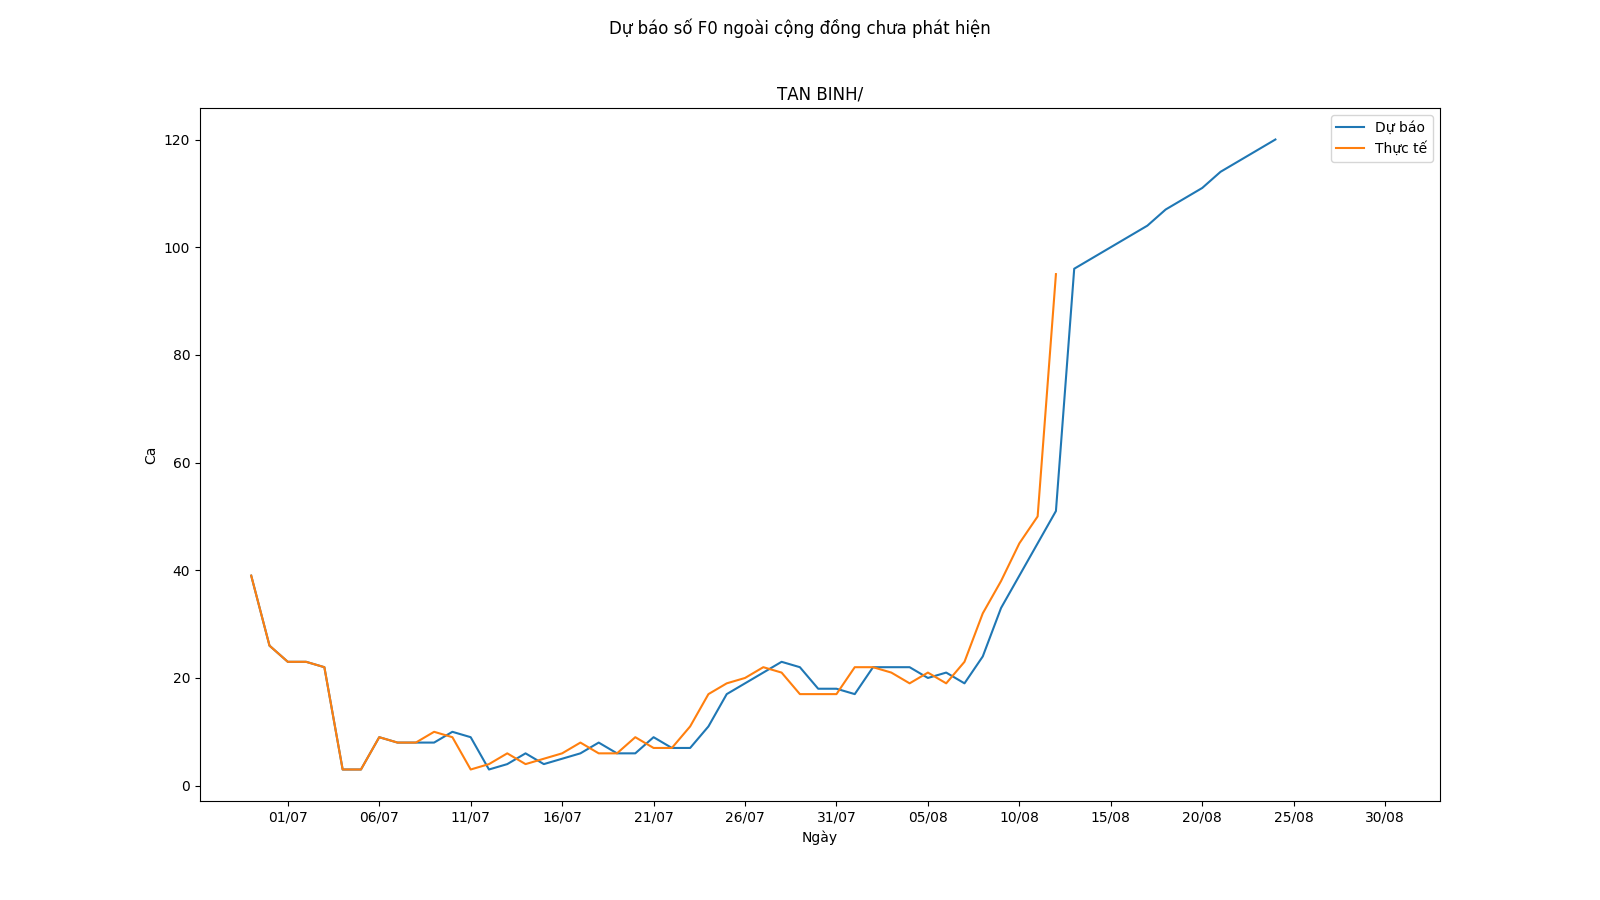 Dự báo số F0 ngoài cộng đồng chưa phát hiện
TAN BINH/
Dự báo
Thực tế
120
100
80
60
40
20
0
Ca
01/07 06/07 11/07 16/07 21/07 26/07 31/07 05/08 10/08 15/08 20/08 25/08 30/08
Ngày